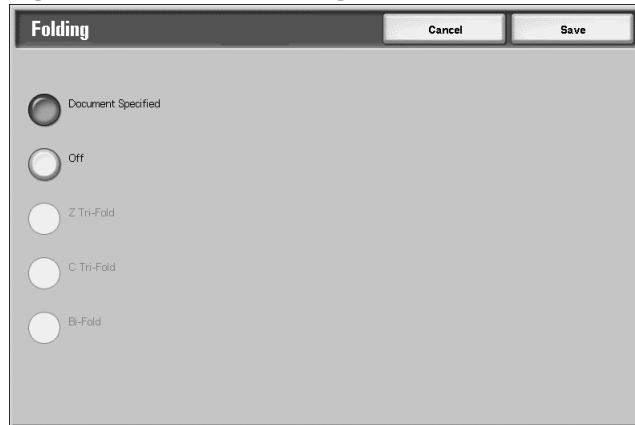 Folding
Cancel
Save
Document Specified
Off
Z Tri-Fold
C Tri-Fold
Bi-Fold